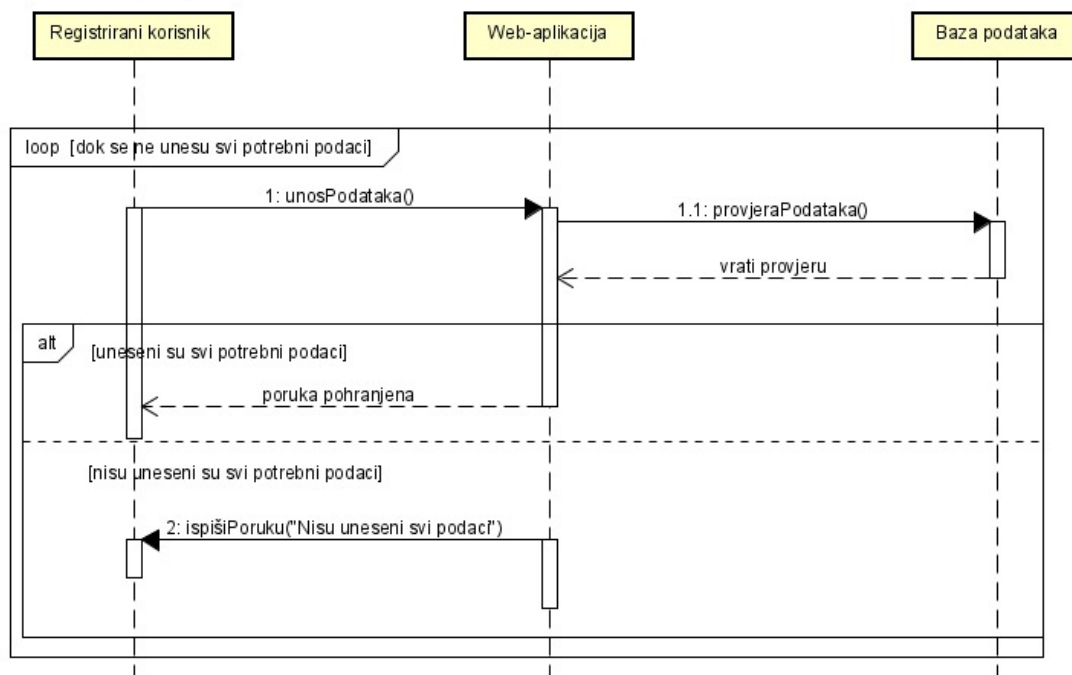 Registrirani korisnik
Web-aplikacija
Baza podataka
loop [dok se ne unesu svi potrebni podaci]
1: unosPodataka()
1.1: provjeraPodataka()
vrati provjeru
alt
[uneseni su svi potrebni podaci]
poruka pohranjena
[nisu uneseni su svi potrebni podaci]
2: ispišiPoruku("Nisu uneseni svi podaci")